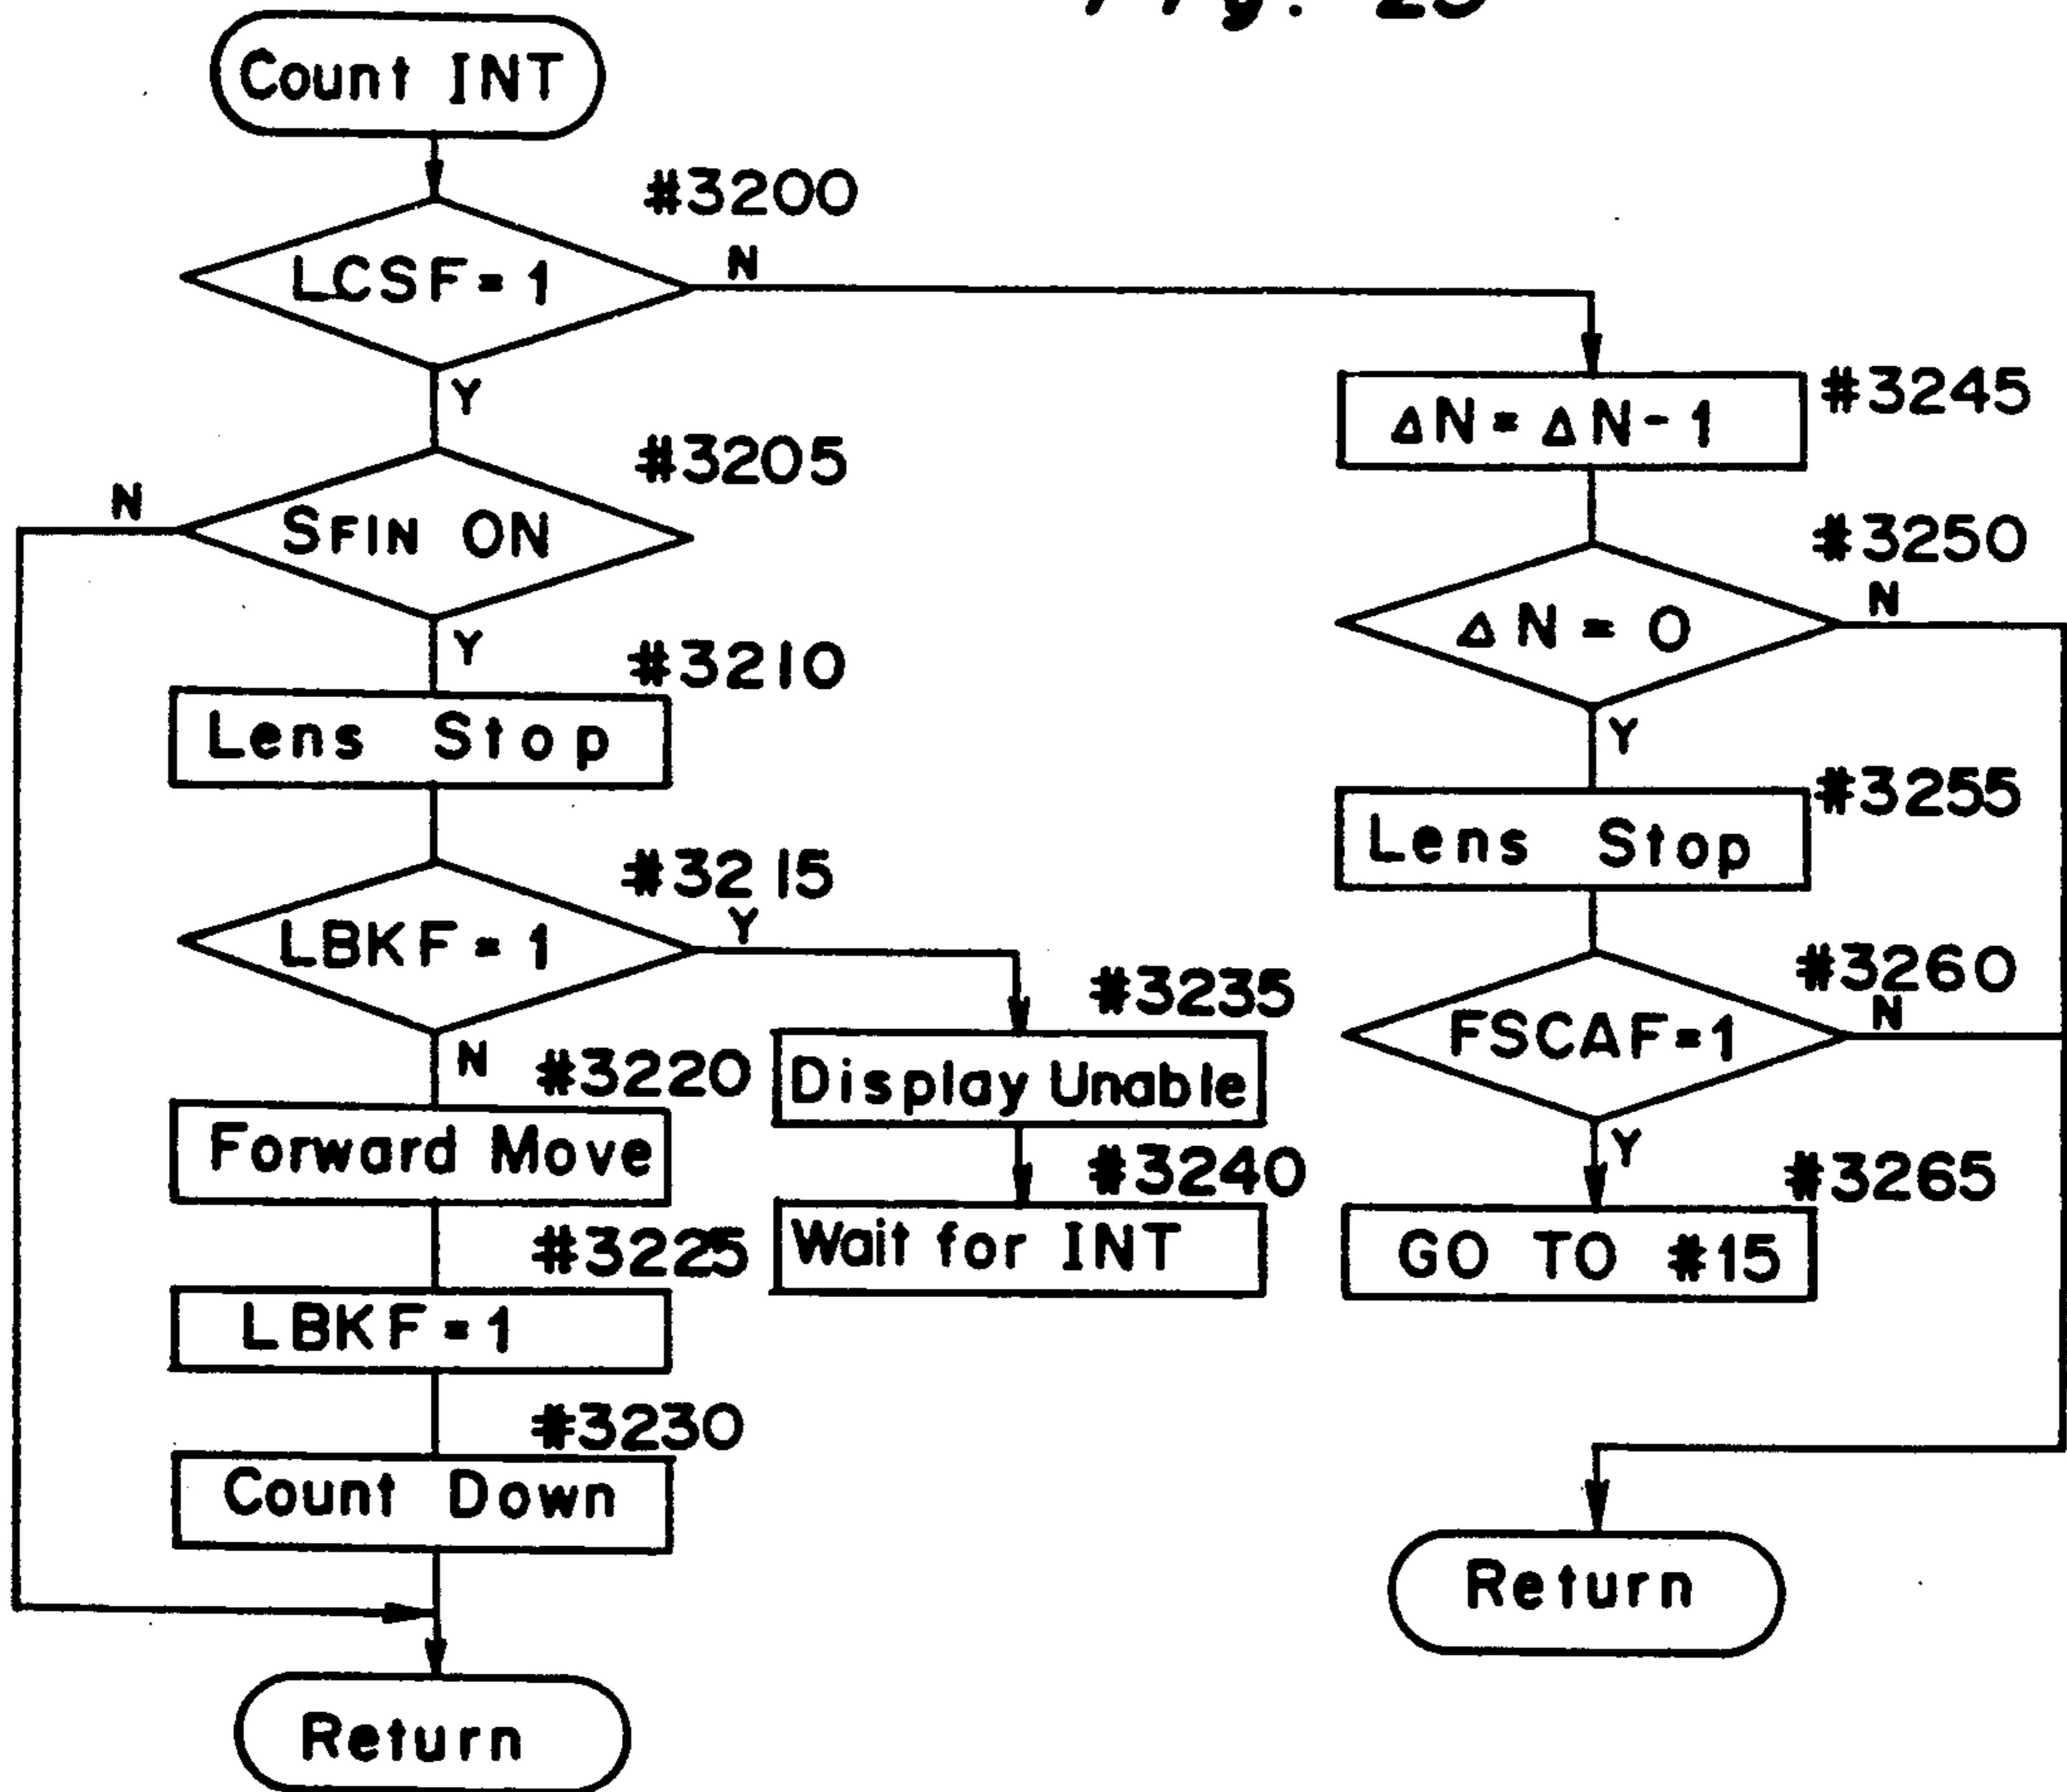 Count INT
#3200
LCSF=1
N
Y
#3205
SFIN ON
N
Y
#3210
Lens Stop
#3215
LBKF=1
Y
N
#3220
Forward Move
#3225
LBKF=1
#3230
Count Down
Return
#3235
Display Unable
#3240
Wait for INT
#3245
ΔN=ΔN-1
#3250
ΔN=0
N
Y
#3255
Lens Stop
#3260
FSCAF=1
N
Y
#3265
GO TO #15
Return